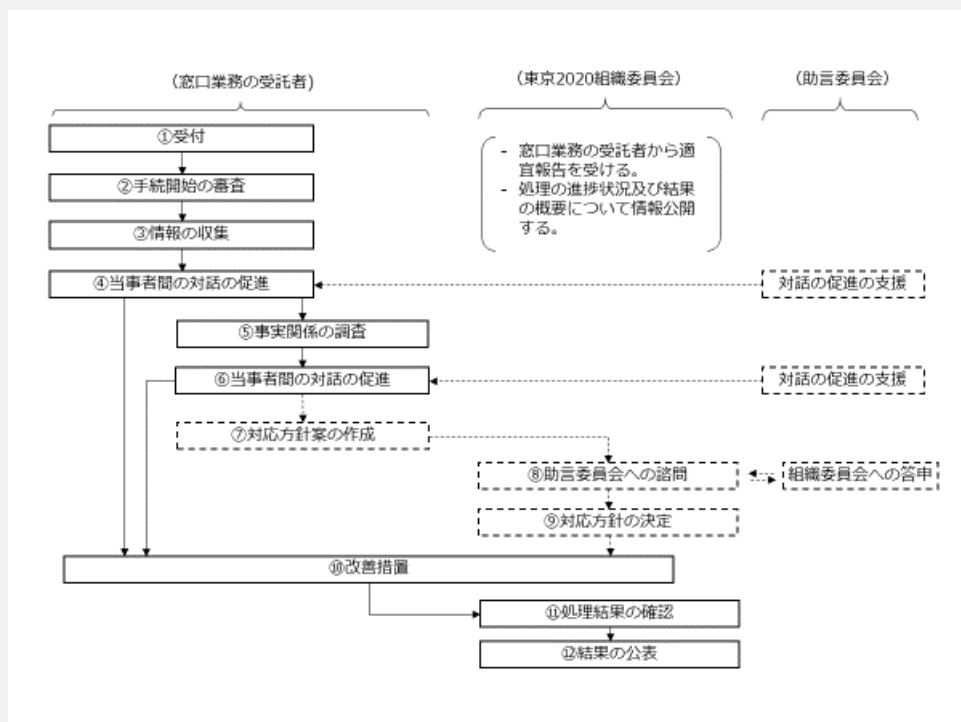 （窓口業務の受託者)
（東京2020組織委員会）
（助言委員会）
①受付
- 窓口業務の受託者から適
宜報告を受ける。
- 処理の進捗状況及び結果
の概要について情報公開
する。
②手続開始の審査
③情報の収集
④当事者間の対話の促進
対話の促進の支援
⑤事実関係の調査
⑥当事者間の対話の促進
対話の促進の支援
⑦対応方針案の作成
⑧助言委員会への諮問
組織委員会への答申
⑨対応方針の決定
⑩改善措置
⑪処理結果の確認
⑫結果の公表